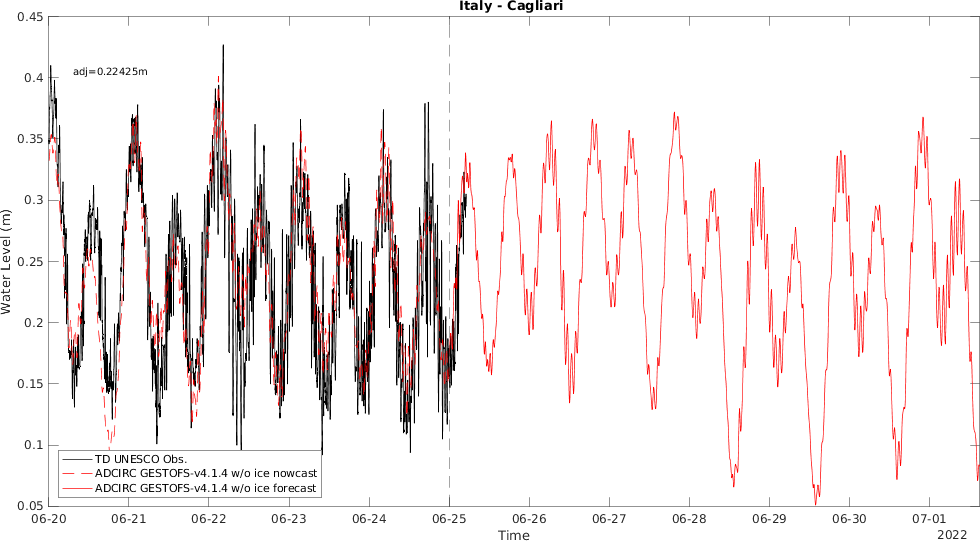 Italy - Cagliari
adj=0.22425m
Water Level (m)
0.45
0.4
0.35
0.3
0.25
0.2
0.15
0.1
0.05
TD UNESCO Obs.
ADCIRC GESTOFS-v4.1.4 w/o ice nowcast
ADCIRC GESTOFS-v4.1.4 w/o ice forecast
06-20 06-21 06-22 06-23 06-24 06-25 06-26 06-27 06-28 06-29 06-30 07-01
Time
2022